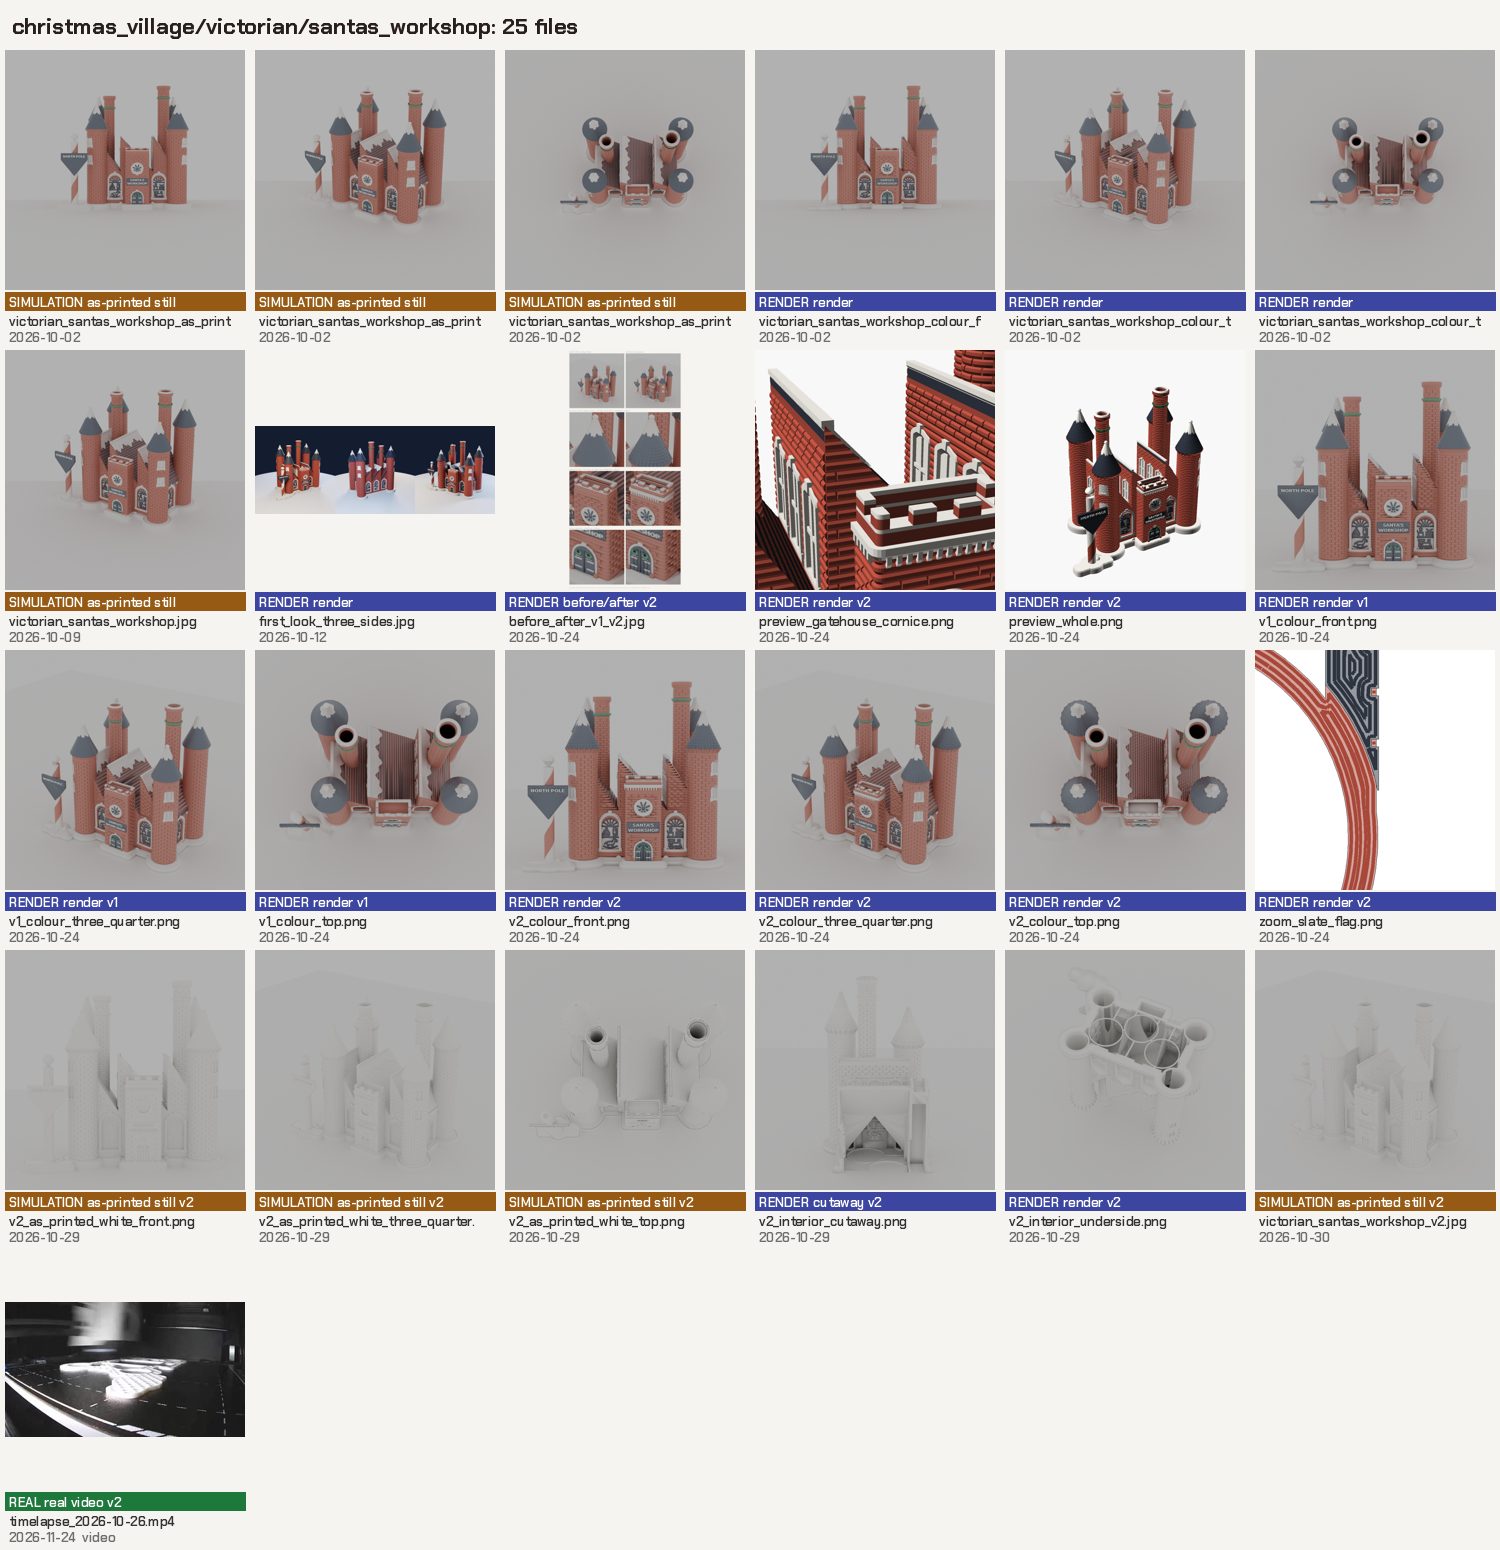 christmas_village/victorian/santas_workshop: 25 files
SIMULATION as-printed still
victorian_santas_workshop_as_print
2026-10-02
SIMULATION as-printed still
victorian_santas_workshop_as_print
2026-10-02
SIMULATION as-printed still
victorian_santas_workshop_as_print
2026-10-02
RENDER render
victorian_santas_workshop_colour_f
2026-10-02
RENDER render
victorian_santas_workshop_colour_t
2026-10-02
RENDER render
victorian_santas_workshop_colour_t
2026-10-02
SIMULATION as-printed still
victorian_santas_workshop.jpg
2026-10-09
RENDER render
first_look_three_sides.jpg
2026-10-12
RENDER before/after v2
before_after_v1_v2.jpg
2026-10-24
RENDER render v2
preview_gatehouse_cornice.png
2026-10-24
RENDER render v2
preview_whole.png
2026-10-24
NORTH POLE
SANTA'S
WORKSHOP
RENDER render v1
v1_colour_front.png
2026-10-24
RENDER render v1
v1_colour_three_quarter.png
2026-10-24
RENDER render v1
v1_colour_top.png
2026-10-24
NORTH POLE
SANTA'S
WORKSHOP
RENDER render v2
v2_colour_front.png
2026-10-24
RENDER render v2
v2_colour_three_quarter.png
2026-10-24
RENDER render v2
v2_colour_top.png
2026-10-24
RENDER render v2
zoom_slate_flag.png
2026-10-24
SIMULATION as-printed still v2
v2_as_printed_white_front.png
2026-10-29
SIMULATION as-printed still v2
v2_as_printed_white_three_quarter.
2026-10-29
SIMULATION as-printed still v2
v2_as_printed_white_top.png
2026-10-29
RENDER cutaway v2
v2_interior_cutaway.png
2026-10-29
RENDER render v2
v2_interior_underside.png
2026-10-29
SIMULATION as-printed still v2
victorian_santas_workshop_v2.jpg
2026-10-30
REAL real video v2
timelapse_2026-10-26.mp4
2026-11-24 video